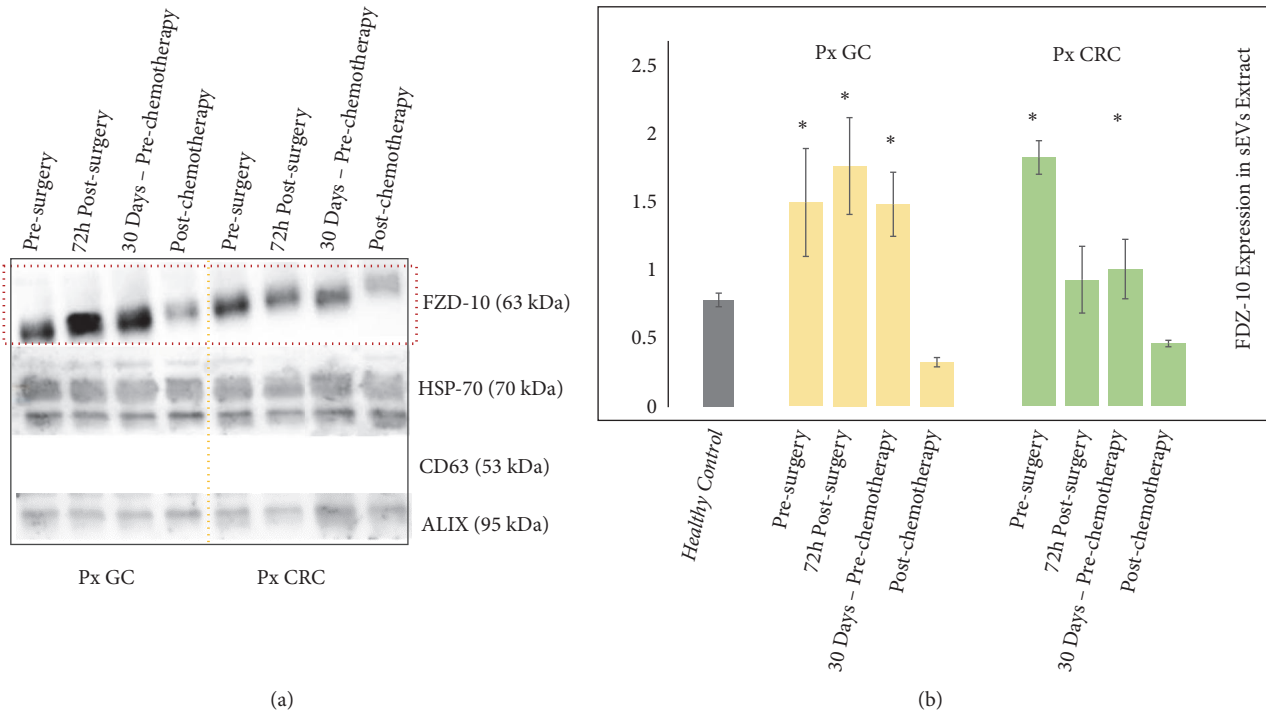 Pre-surgery
72h Post-surgery
30 Days – Pre-chemotherapy
Post-chemotherapy
Pre-surgery
72h Post-surgery
30 Days – Pre-chemotherapy
Post-chemotherapy
FZD-10 (63 kDa)
HSP-70 (70 kDa)
CD63 (53 kDa)
ALIX (95 kDa)
Px GC
Px CRC
(a)
Px GC
Px CRC
2.5
2
1.5
1
0.5
0
*
*
*
*
*
FDZ-10 Expression in sEVs Extract
Healthy Control
Pre-surgery
72h Post-surgery
30 Days – Pre-chemotherapy
Post-chemotherapy
Pre-surgery
72h Post-surgery
30 Days – Pre-chemotherapy
Post-chemotherapy
(b)